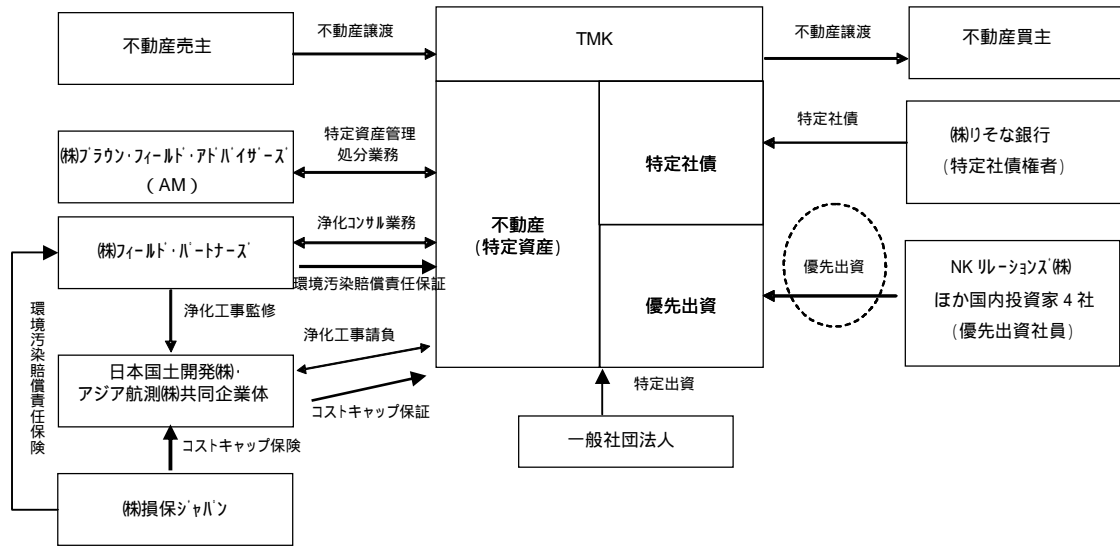 不動産売主
不動産譲渡
TMK
不動産譲渡
不動産買主
㈱ブラウン・フィールド・アドバイザーズ
（AM）
特定資産管理
処分業務
特定社債
㈱りそな銀行
(特定社債権者)
特定社債
㈱フィールド・パートナーズ
浄化コンサル業務
環境汚染賠償責任保証
不動産
(特定資産)
優先出資
優先出資
NKリレーションズ㈱
ほか国内投資家４社
(優先出資社員)
環境汚染賠償責任保険
浄化工事監修
浄化工事請負
日本国土開発㈱・
アジア航測㈱共同企業体
コストキャップ保証
特定出資
コストキャップ保険
一般社団法人
㈱損保ジャパン